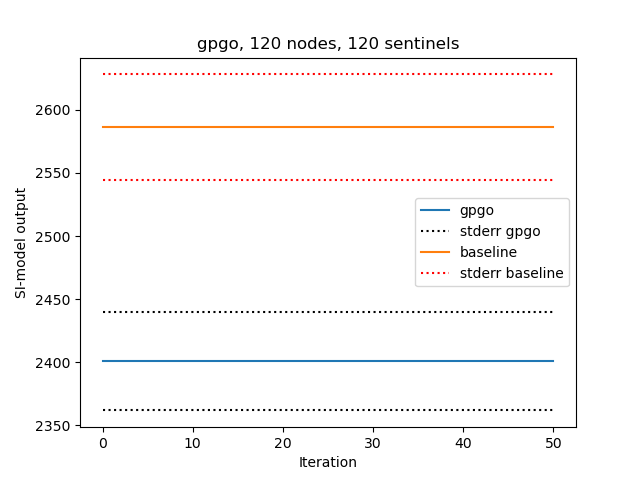 gpgo, 120 nodes, 120 sentinels
SI-model output
2600
2550
2500
2450
2400
2350
gpgo
stderr gpgo
baseline
stderr baseline
0 10 20 30 40 50
Iteration